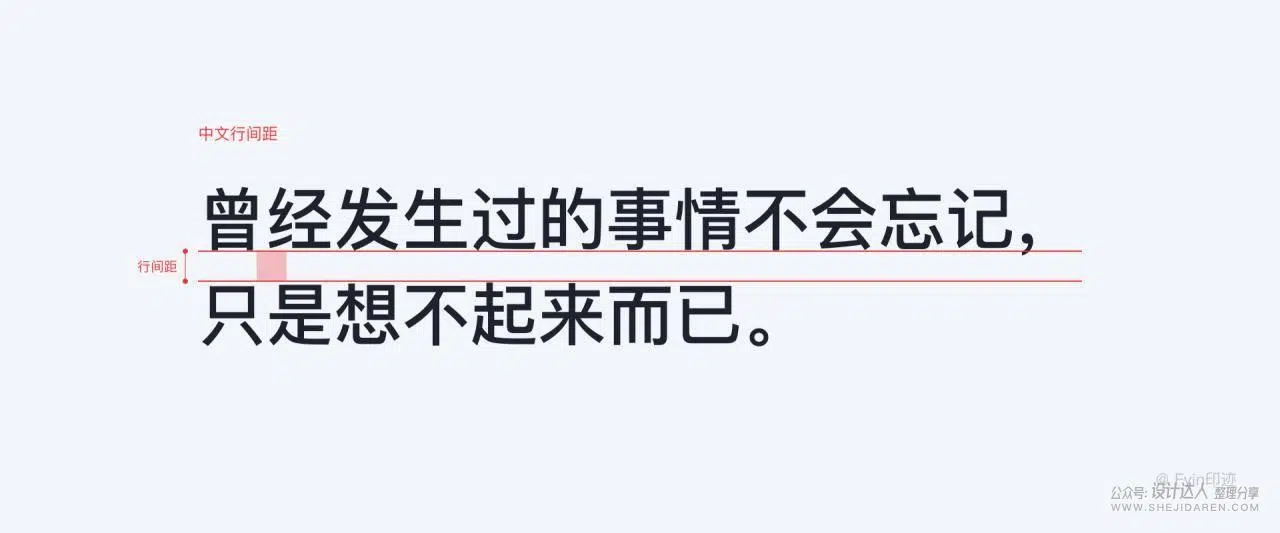 中文行间距
曾经发生过的事情不会忘记，
行间距
只是想不起来而已。
@ Evin印迹
公众号: 设计达人 整理分享
WWW.SHEJIDAREN.COM